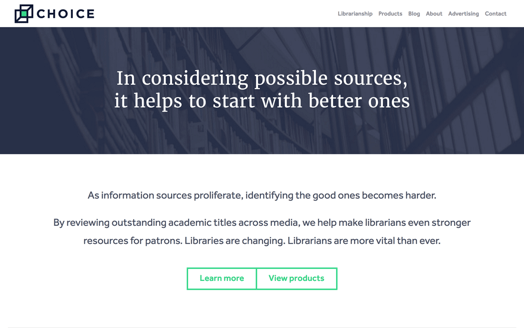 CHOICE
Librarianship Products Blog About Advertising Contact
In considering possible sources,
it helps to start with better ones
As information sources proliferate, identifying the good ones becomes harder.
By reviewing outstanding academic titles across media, we help make librarians even stronger
resources for patrons. Libraries are changing. Librarians are more vital than ever.
Learn more View products